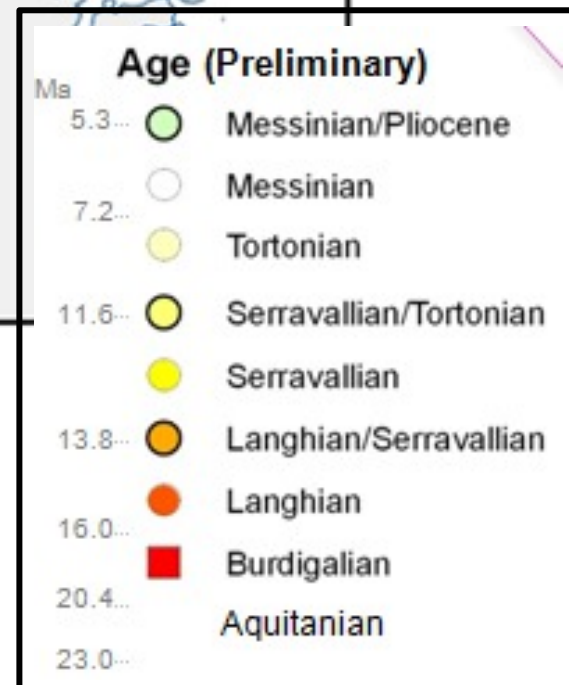 Age (Preliminary)
Ma
5.3... Messinian/Pliocene
Messinian
7.2...
Tortonian
11.6... Serravallian/Tortonian
Serravallian
13.8... Langhian/Serravallian
Langhian
16.0...
Burdigalian
20.4...
Aquitanian
23.0...